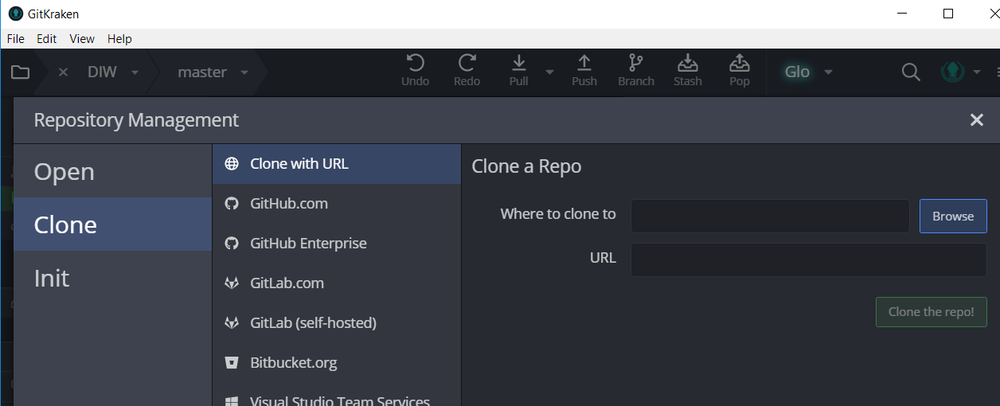 GitKraken
File Edit View Help
DIW master Undo Redo Pull Push Branch Stash Pop Glo
Repository Management
Open
Clone
Init
Clone with URL
GitHub.com
GitHub Enterprise
GitLab.com
GitLab (self-hosted)
Bitbucket.org
Visual Studio Team Services
Clone a Repo
Where to clone to Browse
URL
Clone the repo!